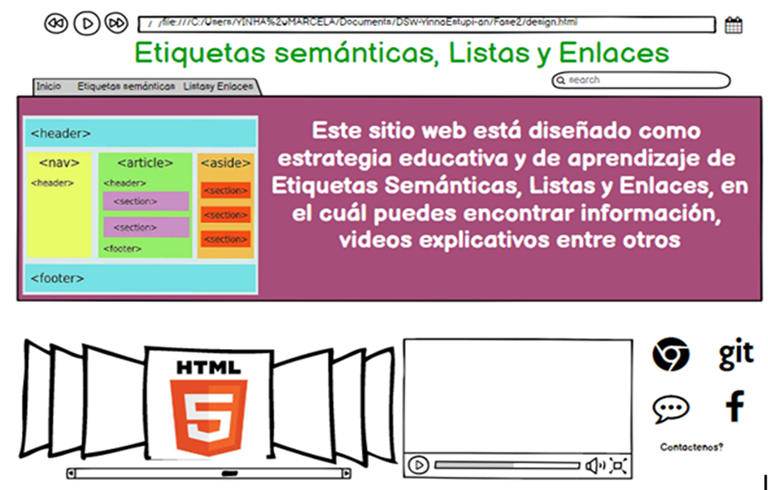 / /file:///C:/Users/YINHA%20MARCELA/Documents/DSW-YinnaEstupi-an/Fase2/design.html
Etiquetas semánticas, Listas y Enlaces
Inicio Etiquetas semánticas Listasy Enlaces
search
<header>
<nav>
<header>
<article>
<header>
<section>
<section>
<footer>
<aside>
<section>
<section>
<section>
<footer>
Este sitio web está diseñado como
estrategia educativa y de aprendizaje de
Etiquetas Semánticas, Listas y Enlaces, en
el cuál puedes encontrar información,
videos explicativos entre otros
HTML
5
git
f
Contáctenos?